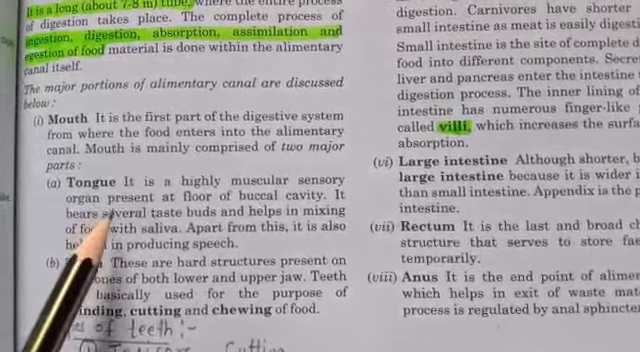 It is a long (about 7-8 m) tube, where the entire process
of digestion takes place. The complete process of
ingestion, digestion, absorption, assimilation and
egestion of food material is done within the alimentary
canal itself.
The major portions of alimentary canal are discussed
below :
(i) Mouth It is the first part of the digestive system
from where the food enters into the alimentary
canal. Mouth is mainly comprised of two major
parts :
(a) Tongue It is a highly muscular sensory
organ present at floor of buccal cavity. It
bears several taste buds and helps in mixing
of with saliva. Apart from this, it is also
in producing speech.
(b) These are hard structures present on
of both lower and upper jaw. Teeth
basically used for the purpose of
cutting and chewing of food.
of teeth :-
Cutting
digestion. Carnivores have shorter
small intestine as meat is easily digest
Small intestine is the site of complete d
food into different components. Secre
liver and pancreas enter the intestine
digestion process. The inner lining of
intestine has numerous finger-like
called villi, which increases the surfa
absorption.
(vi) Large intestine Although shorter, b
large intestine because it is wider i
than small intestine. Appendix is the p
intestine.
(vii) Rectum It is the last and broad ch
structure that serves to store fae
temporarily.
(viii) Anus It is the end point of alimen
which helps in exit of waste mat
process is regulated by anal sphincte